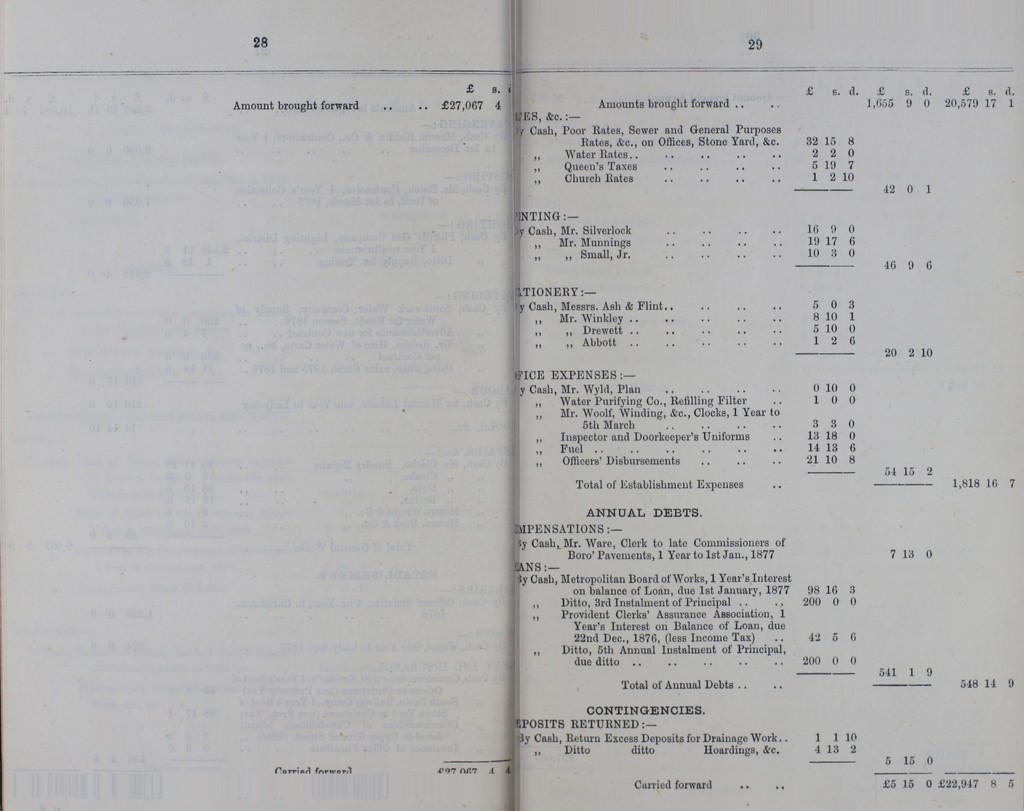 28
£ s.
Amount brought forward .. .. £27,067 4
Carried forward £27,067 4 4
29
£ s. d. £ s. d. £ s. d.
Amounts brought forward .. .. 1,655 9 0 20,579 17 1
ES, &c.:—
Cash, Poor Rates, Sewer and General Purposes
Rates, &c., on Offices, Stone Yard, &c. 32 15 8
„ Water Rates.. .. .. .. .. 2 2 0
„ Queen's Taxes .. .. .. .. 5 19 7
„ Church Rates .. .. .. .. 1 2 10
42 0 1
NTING:—
y Cash, Mr. Silverlock .. .. .. .. 16 9 0
„ Mr. Munnings .. .. .. .. 19 17 6
„ „ Small, Jr. .. .. .. .. 10 3 0
46 9 6
TIONERY:—
y Cash, Messrs. Ash & Flint.. .. .. .. 5 0 3
„ Mr. Winkley .. .. .. .. .. 8 10 1
„ „ Drewett .. .. .. .. .. 5 10 0
„ „ Abbott .. .. .. .. .. 1 2 6
20 2 10
FICE EXPENSES:—
y Cash, Mr. Wyld, Plan .. .. .. .. 0 10 0
„ Water Purifying Co., Refilling Filter .. 1 0 0
„ Mr. Woolf, Winding, &c., Clocks, 1 Year to
5th March .. .. .. .. 3 3 0
„ Inspector and Doorkeeper's Uniforms .. 13 18 0
„ Fuel .. .. .. .. .. .. 14 13 6
„ Officers' Disbursements .. .. .. 21 10 8
54 15 2
Total of Establishment Expenses .. 1,818 16 7
ANNUAL DEBTS.
MPENSATIONS:—
By Cash, Mr. Ware, Clerk to late Commissioners of
Boro' Pavements, 1 Year to 1st Jan., 1877 7 13 0
ANS:—
By Cash, Metropolitan Board of Works, 1 Year's Interest
on balance of Loan, due 1st January, 1877 98 16 3
„ Ditto, 3rd Instalment of Principal .. .. 200 0 0
„ Provident Clerks' Assurance Association, 1
Year's Interest on Balance of Loan, due
22nd Dec., 1876, (less Income Tax) .. 42 5 6
„ Ditto, 5th Annual Instalment of Principal,
due ditto .. .. .. .. .. 200 0 0
541 1 9
Total of Annual Debts .. .. 548 14 9
CONTINGENCIES.
EPOSITS RETURNED:—
By Cash, Return Excess Deposits for Drainage Work.. 1 1 10
„ Ditto ditto Hoardings, &c. 4 13 2
5 15 0
Carried forward .. .. £5 15 0 £22,947 8 5